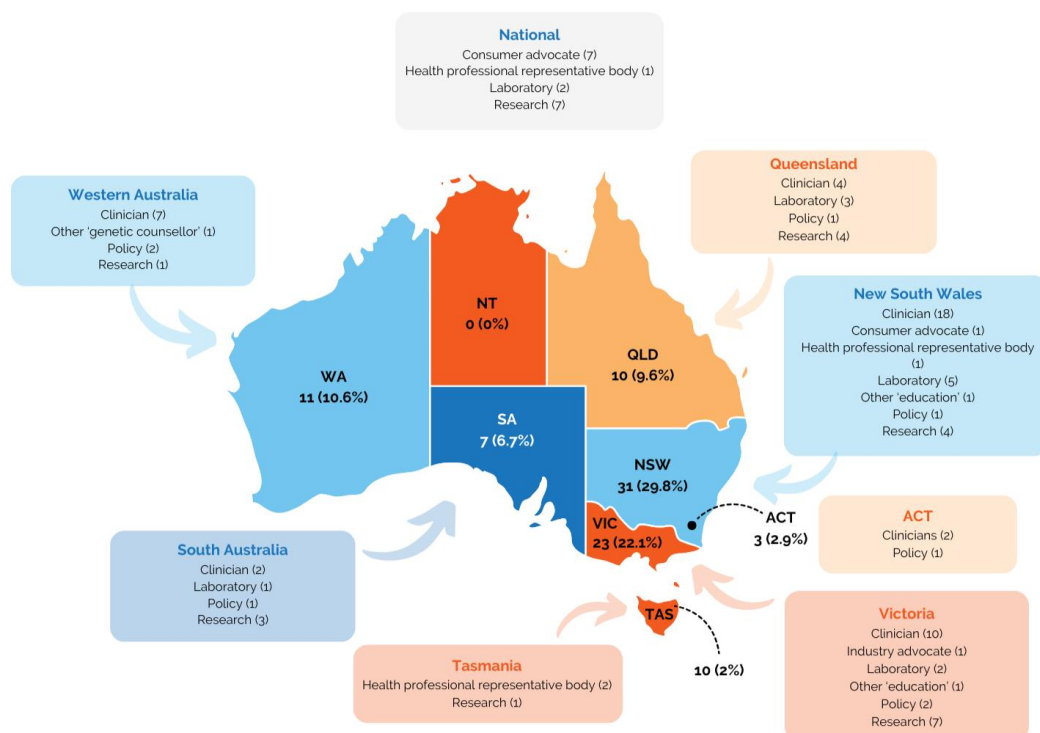 National
Consumer advocate (7)
Health professional representative body (1)
Laboratory (2)
Research (7)
Western Australia
Clinician (7)
Other ‘genetic counsellor’ (1)
Policy (2)
Research (1)
Queensland
Clinician (4)
Laboratory (3)
Policy (1)
Research (4)
New South Wales
Clinician (18)
Consumer advocate (1)
Health professional representative body
(1)
Laboratory (5)
Other ‘education’ (1)
Policy (1)
Research (4)
NT
0 (0%)
QLD
10 (9.6%)
WA
11 (10.6%)
SA
7 (6.7%)
NSW
31 (29.8%)
VIC
23 (22.1%)
ACT
3 (2.9%)
TAS
10 (2%)
ACT
Clinicians (2)
Policy (1)
South Australia
Clinician (2)
Laboratory (1)
Policy (1)
Research (3)
Tasmania
Health professional representative body (2)
Research (1)
Victoria
Clinician (10)
Industry advocate (1)
Laboratory (2)
Other ‘education’ (1)
Policy (2)
Research (7)